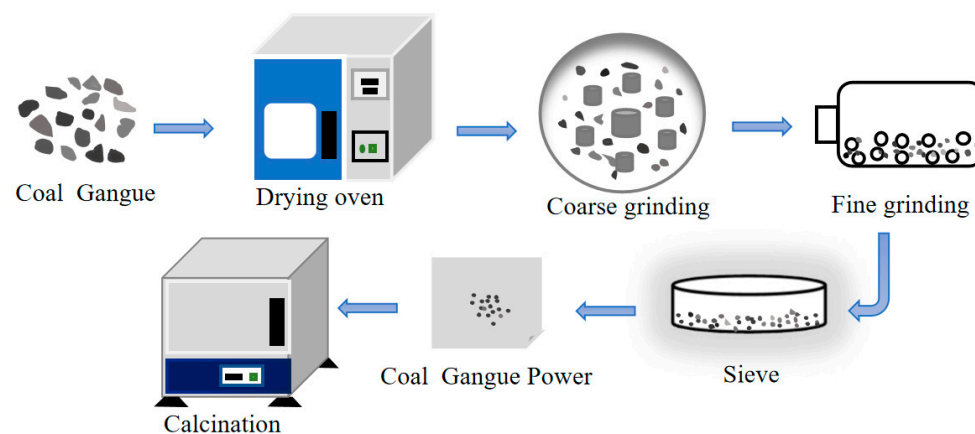 Coal Gangue
Drying oven
Coarse grinding
Fine grinding
Sieve
Coal Gangue Power
Calcination